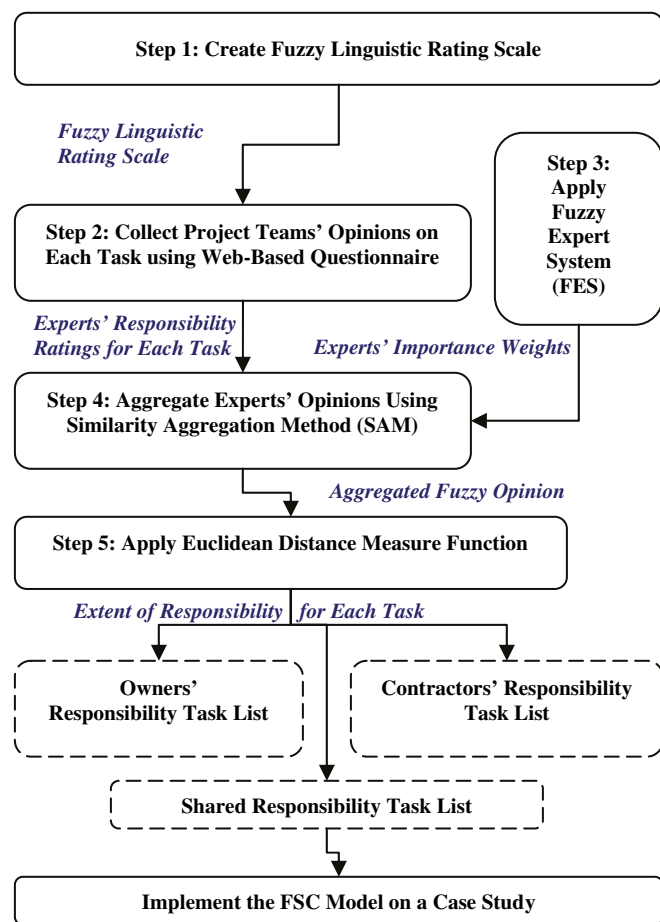 Step 1: Create Fuzzy Linguistic Rating Scale
Fuzzy Linguistic
Rating Scale
Step 3:
Apply
Fuzzy
Expert
System
(FES)
Step 2: Collect Project Teams’ Opinions on
Each Task using Web-Based Questionnaire
Experts’ Responsibility
Ratings for Each Task
Experts’ Importance Weights
Step 4: Aggregate Experts’ Opinions Using
Similarity Aggregation Method (SAM)
Aggregated Fuzzy Opinion
Step 5: Apply Euclidean Distance Measure Function
Extent of Responsibility for Each Task
Owners’
Responsibility Task List
Contractors’ Responsibility
Task List
Shared Responsibility Task List
Implement the FSC Model on a Case Study